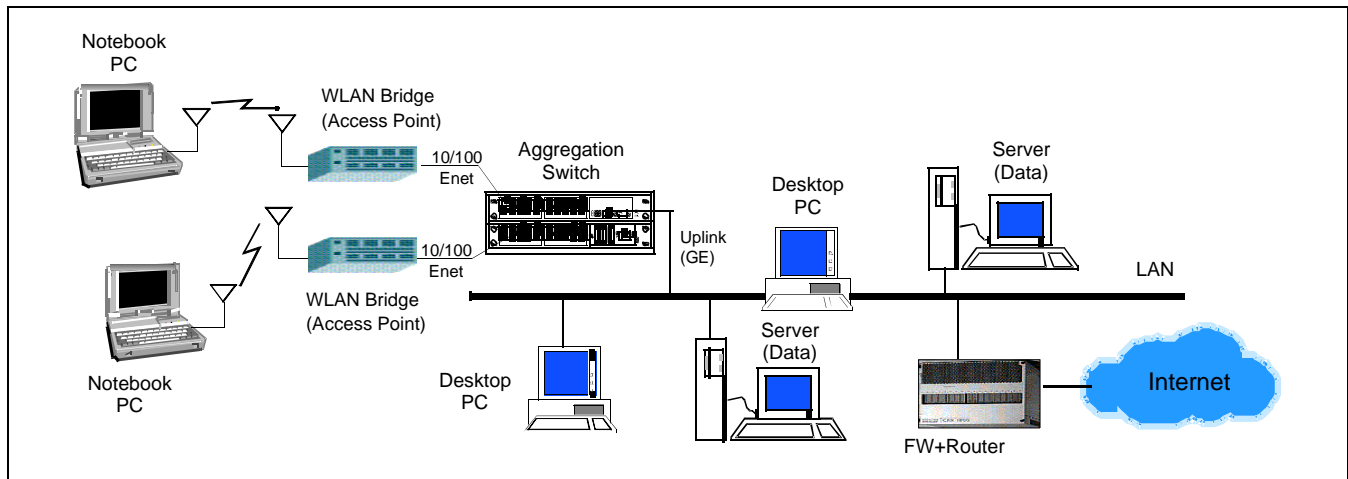 Notebook
PC
WLAN Bridge
(Access Point)
10/100
Enet
Aggregation
Switch
Desktop
PC
Server
(Data)
Uplink
(GE)
LAN
10/100
Enet
WLAN Bridge
(Access Point)
Notebook
PC
Desktop
PC
Server
(Data)
FW+Router
Internet